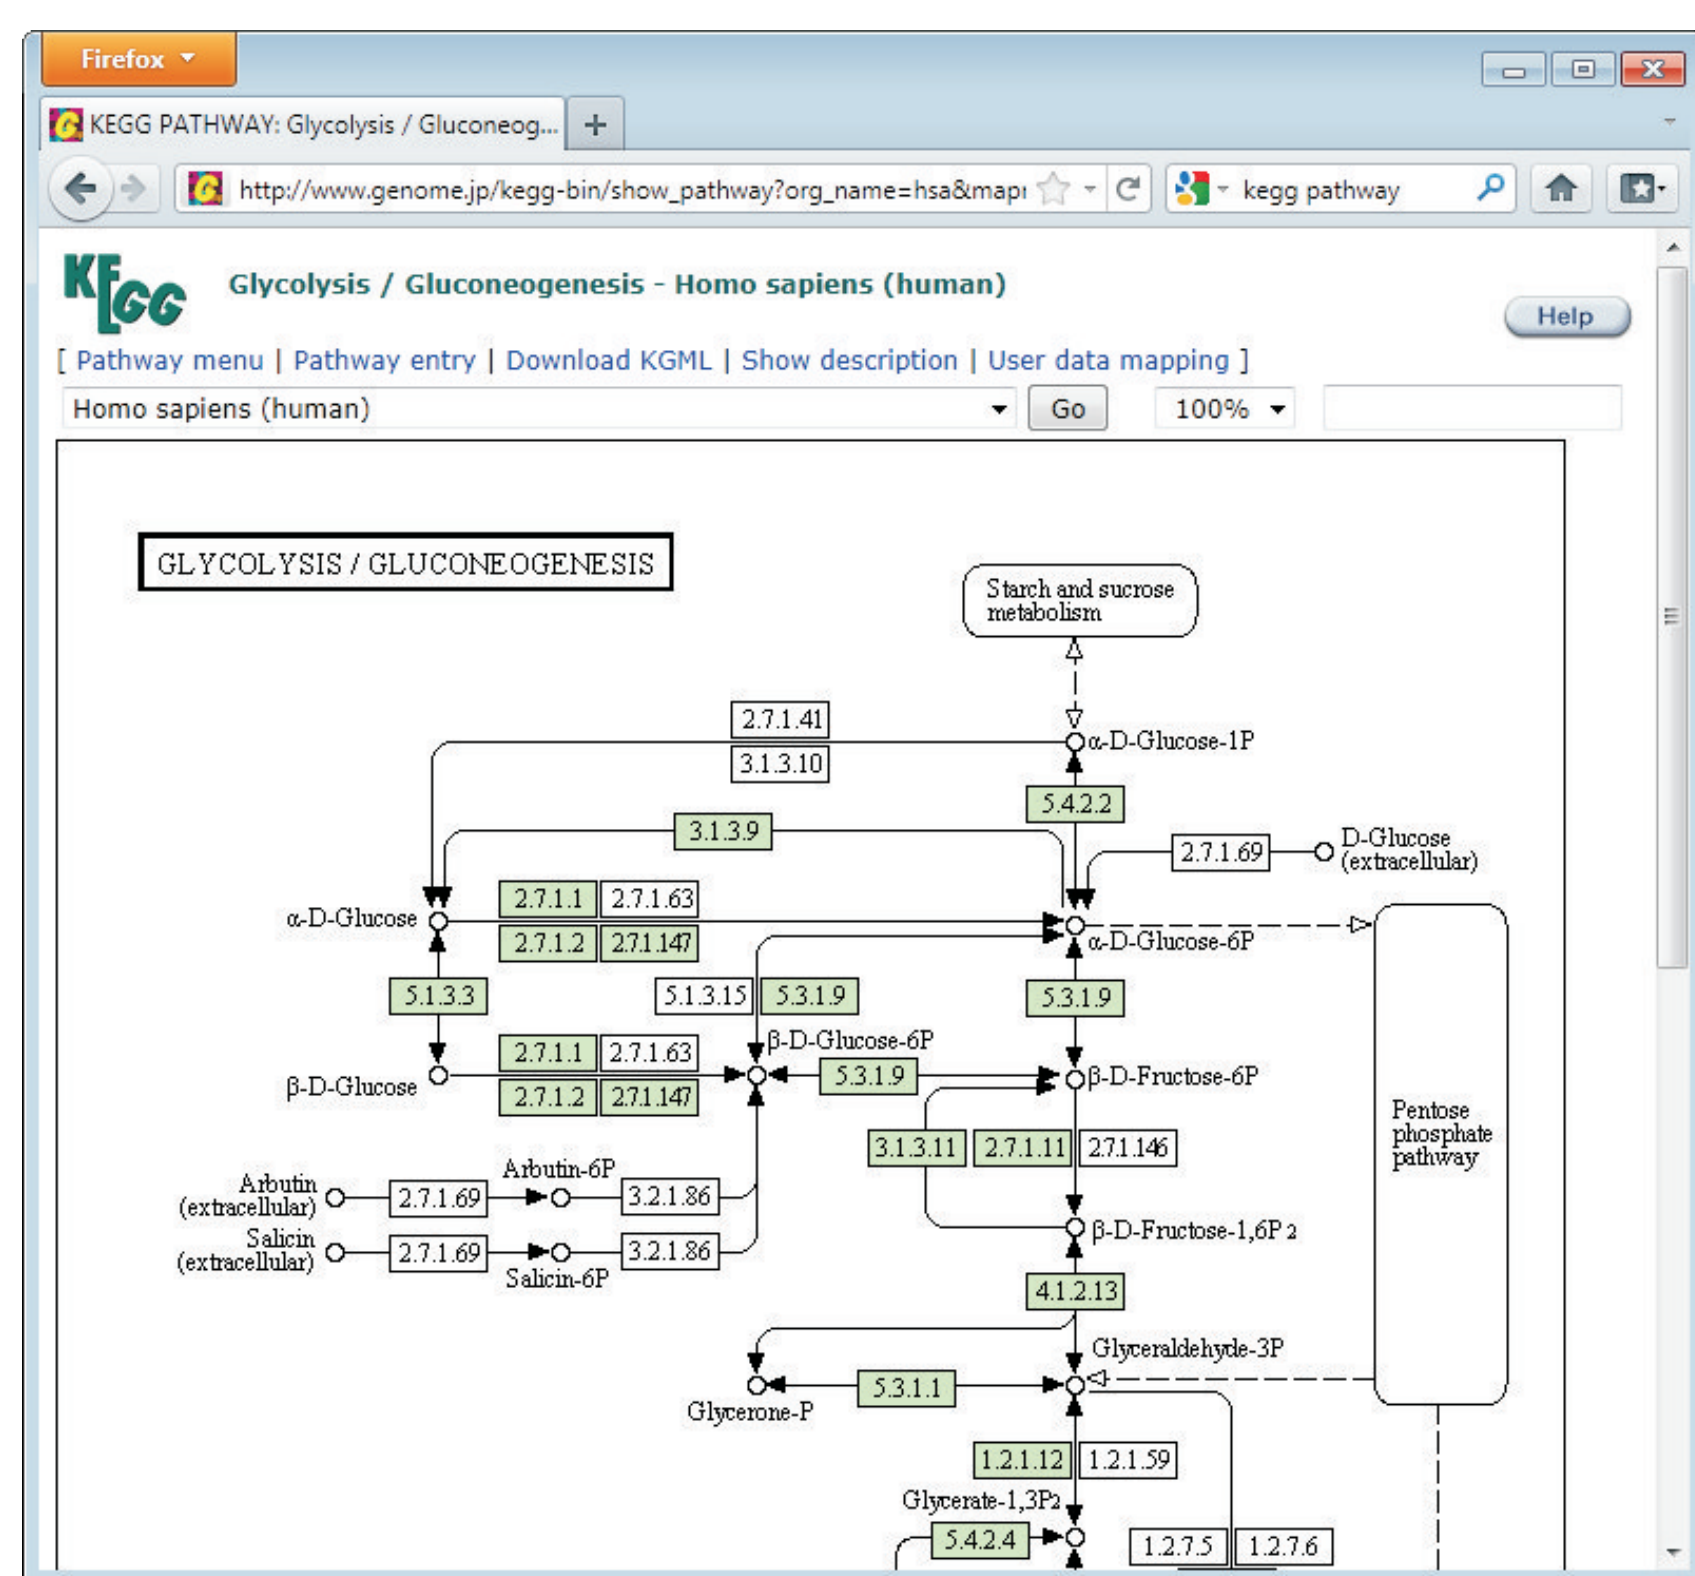 Firefox
KEGG PATHWAY: Glycolysis / Gluconeog...
http://www.genome.jp/kegg-bin/show_pathway?org_name=hsa&mapr
kegg pathway
KEGG
Glycolysis / Gluconeogenesis - Homo sapiens (human)
Help
[ Pathway menu | Pathway entry | Download KGML | Show description | User data mapping ]
Homo sapiens (human)
Go
100%
GLYCOLYSIS / GLUCONEOGENESIS
Starch and sucrose
metabolism
2.7.1.41
α-D-Glucose-1P
3.1.3.10
5.4.2.2
3.1.3.9
2.7.1.69
D-Glucose
(extracellular)
2.7.1.1
2.7.1.63
α-D-Glucose
2.7.1.2
2.7.1.147
α-D-Glucose-6P
5.1.3.3
5.1.3.15
5.3.1.9
5.3.1.9
2.7.1.1
2.7.1.63
β-D-Glucose-6P
β-D-Glucose
5.3.1.9
β-D-Fructose-6P
2.7.1.2
2.7.1.147
Pentose
phosphate
pathway
3.1.3.11
2.7.1.11
2.7.1.146
Arbutin
(extracellular)
2.7.1.69
Arbutin-6P
3.2.1.86
Salicin
(extracellular)
2.7.1.69
Salicin-6P
3.2.1.86
β-D-Fructose-1,6P2
4.1.2.13
Glyceraldehyde-3P
5.3.1.1
Glycerone-P
1.2.1.12
1.2.1.59
Glycerate-1,3P2
5.4.2.4
1.2.7.5
1.2.7.6